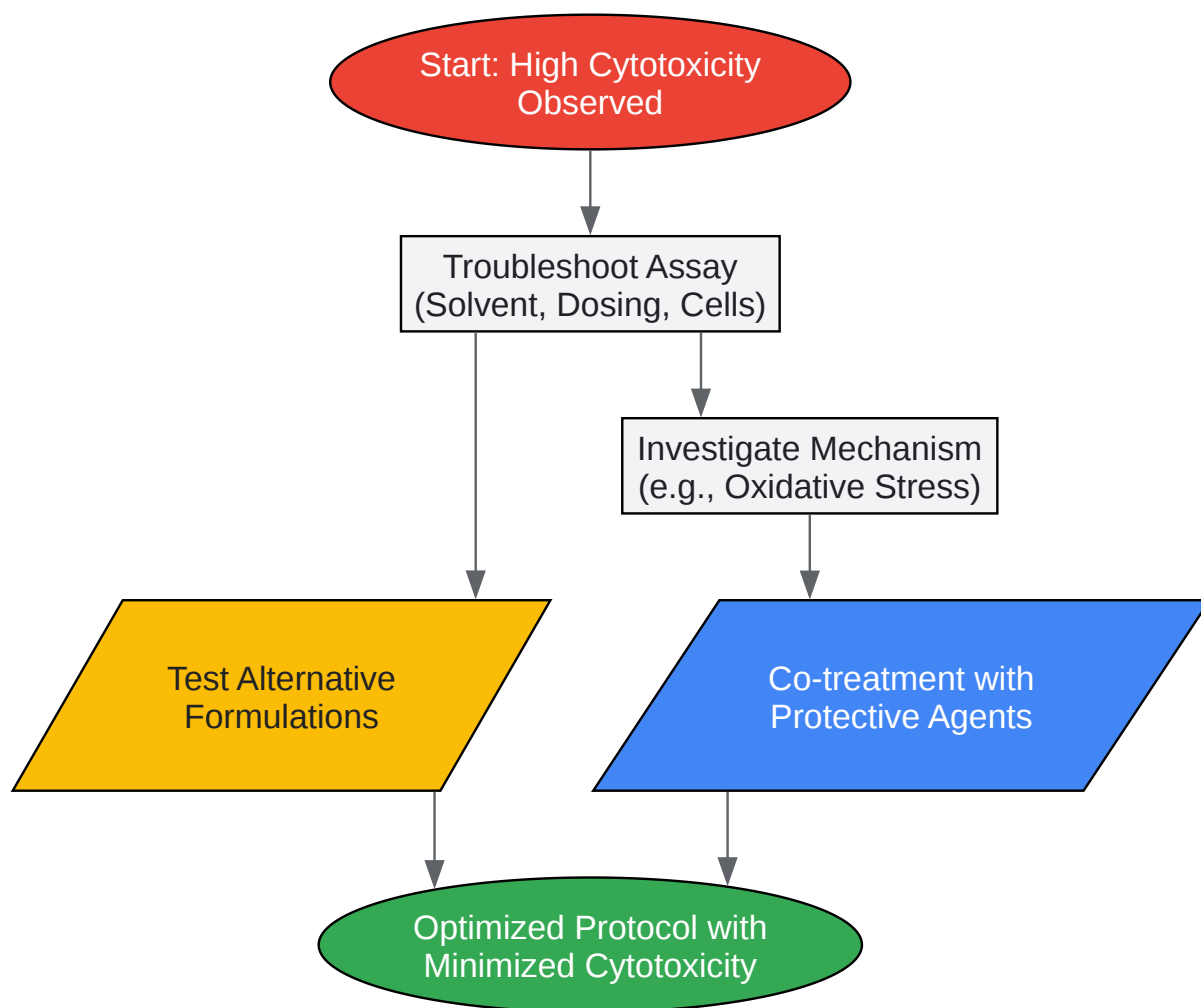 Start: High Cytotoxicity
Observed
Troubleshoot Assay
(Solvent, Dosing, Cells)
Investigate Mechanism
(e.g., Oxidative Stress)
Test Alternative
Formulations
Co-treatment with
Protective Agents
Optimized Protocol with
Minimized Cytotoxicity